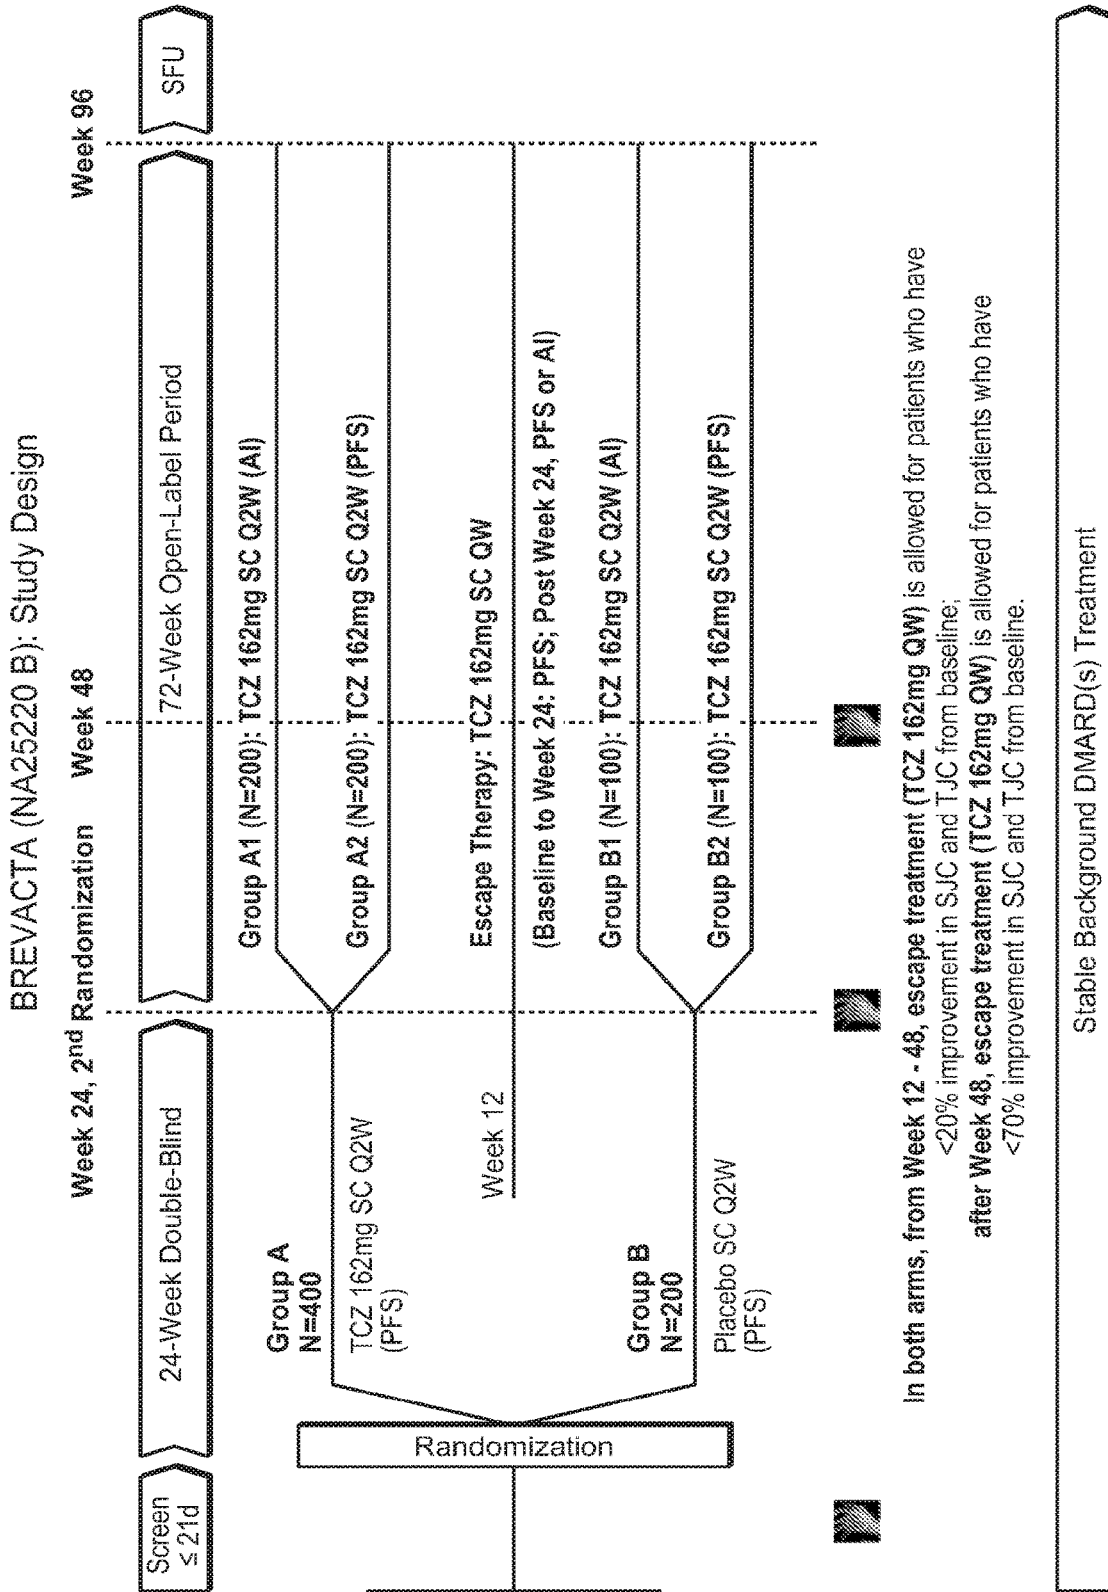 BREVACTA (NA25220 B): Study Design
Week 24, 2nd Randomization
Week 48
Week 96
Screen
≤ 21d
24-Week Double-Blind
72-Week Open-Label Period
SFU
Randomization
Group A
N=400
TCZ 162mg SC Q2W
(PFS)
Group A1 (N=200): TCZ 162mg SC Q2W (AI)
Group A2 (N=200): TCZ 162mg SC Q2W (PFS)
Week 12
Escape Therapy: TCZ 162mg SC QW
(Baseline to Week 24: PFS; Post Week 24, PFS or AI)
Group B
N=200
Placebo SC Q2W
(PFS)
Group B1 (N=100): TCZ 162mg SC Q2W (AI)
Group B2 (N=100): TCZ 162mg SC Q2W (PFS)
In both arms, from Week 12 - 48, escape treatment (TCZ 162mg QW) is allowed for patients who have
<20% improvement in SJC and TJC from baseline;
after Week 48, escape treatment (TCZ 162mg QW) is allowed for patients who have
<70% improvement in SJC and TJC from baseline.
Stable Background DMARD(s) Treatment